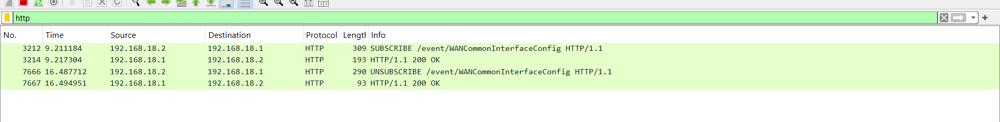 http
No. Time Source Destination Protocol Length Info
3212 9.211184 192.168.18.2 192.168.18.1 HTTP 309 SUBSCRIBE /event/WANCommonInterfaceConfig HTTP/1.1
3214 9.217304 192.168.18.1 192.168.18.2 HTTP 193 HTTP/1.1 200 OK
7666 16.487712 192.168.18.2 192.168.18.1 HTTP 290 UNSUBSCRIBE /event/WANCommonInterfaceConfig HTTP/1.1
7667 16.494951 192.168.18.1 192.168.18.2 HTTP 93 HTTP/1.1 200 OK